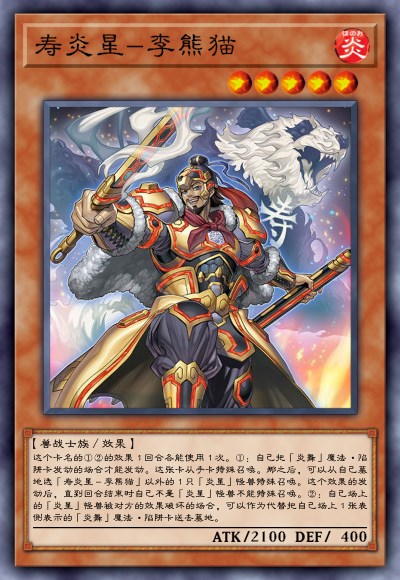 寿炎星-李熊猫
ほのお
炎
寿
【兽战士族/效果】
这个卡名的①②的效果1回合各能使用1次。①:自己把「炎舞」魔法·陷
阱卡发动的场合才能发动。这张卡从手卡特殊召唤。那之后,可以从自己墓
地选「寿炎星-李熊猫」以外的1只「炎星」怪兽特殊召唤。这个效果的发
动后,直到回合结束时自己不是「炎星」怪兽不能特殊召唤。②:自己场上
的「炎星」怪兽被对方的效果破坏的场合,可以作为代替把自己场上1张表
侧表示的「炎舞」魔法·陷阱卡送去墓地。
ATK/2100 DEF/ 400